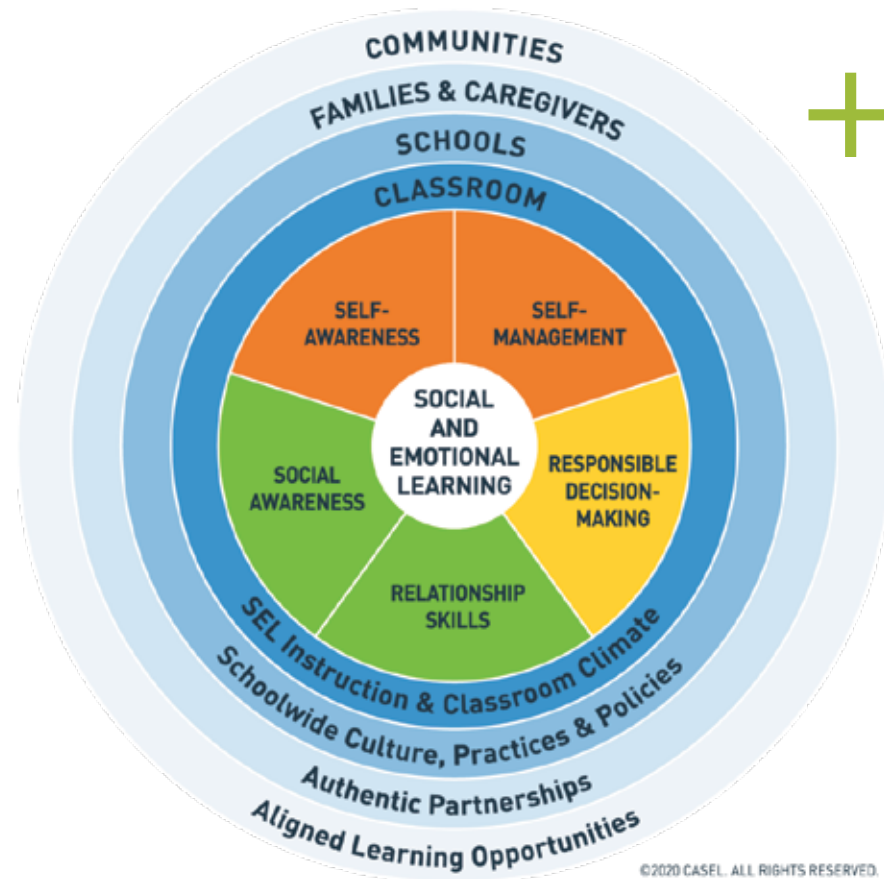 COMMUNITIES
FAMILIES & CAREGIVERS
SCHOOLS
CLASSROOM
SELF-
AWARENESS
SELF-
MANAGEMENT
SOCIAL
AND
EMOTIONAL
LEARNING
SOCIAL
AWARENESS
RESPONSIBLE
DECISION-
MAKING
RELATIONSHIP
SKILLS
SEL Instruction & Classroom Climate
Schoolwide Culture, Practices & Policies
Authentic Partnerships
Aligned Learning Opportunities
©2020 CASEL. ALL RIGHTS RESERVED.